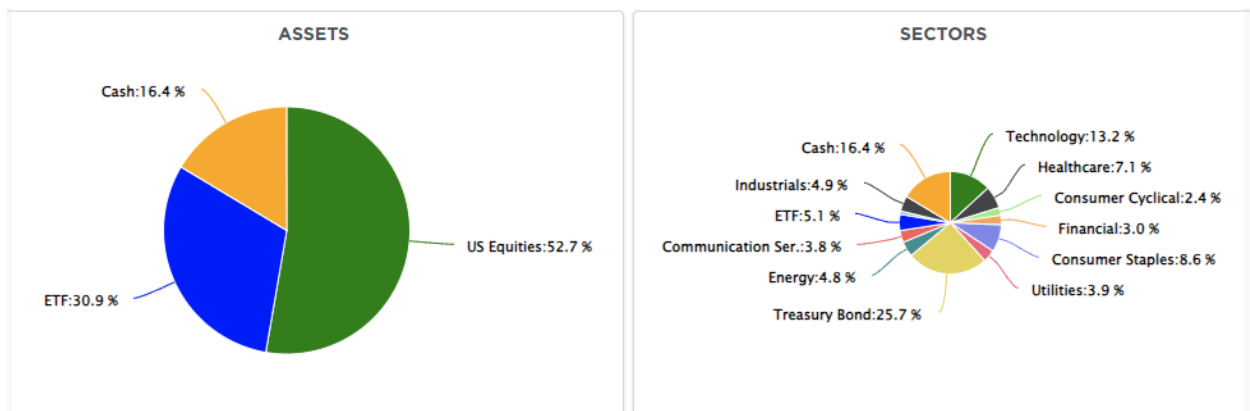 ASSETS
Cash:16.4 %
US Equities:52.7 %
ETF:30.9 %
SECTORS
Technology:13.2 %
Cash:16.4 %
Healthcare:7.1 %
Industrials:4.9 %
Consumer Cyclical:2.4 %
ETF:5.1 %
Financial:3.0 %
Communication Ser.:3.8 %
Consumer Staples:8.6 %
Energy:4.8 %
Utilities:3.9 %
Treasury Bond:25.7 %